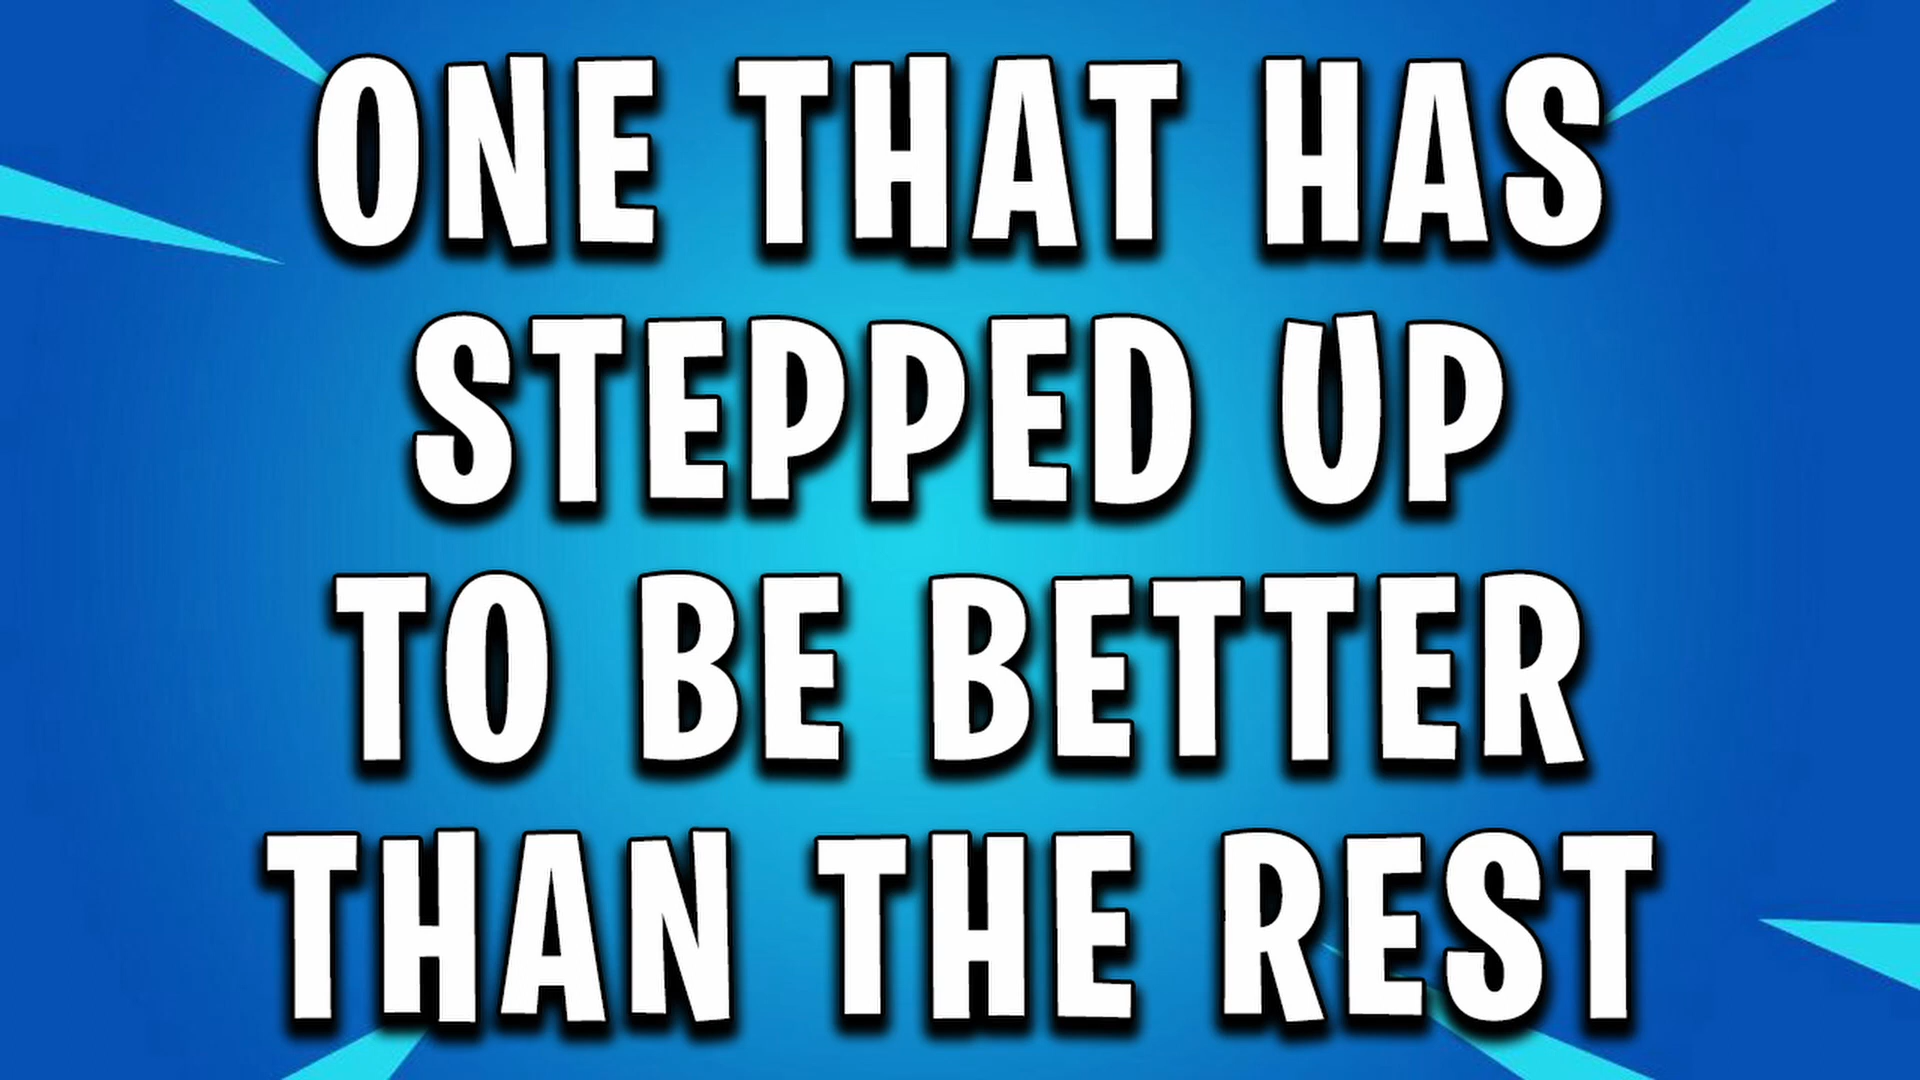 ONE THAT HAS
STEPPED UP
TO BE BETTER
THAN THE REST